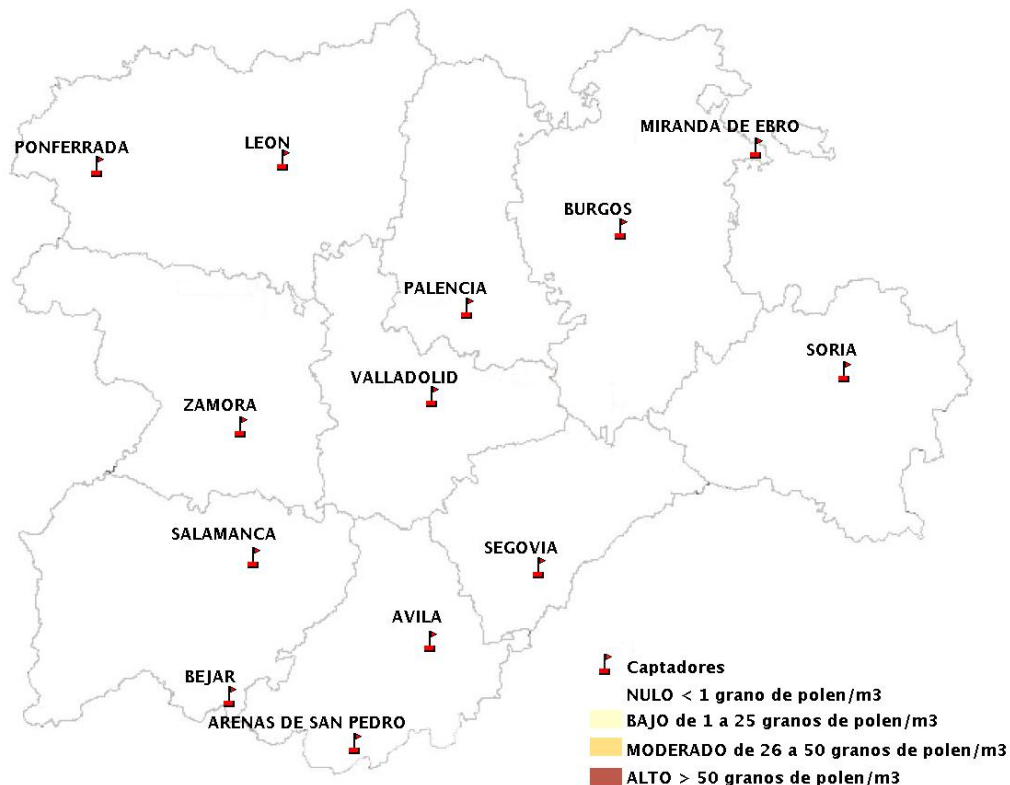 MIRANDA DE EBRO
PONFERRADA
LEON
BURGOS
PALENCIA
SORIA
VALLADOLID
ZAMORA
SALAMANCA
SEGOVIA
AVILA
BEJAR
ARENAS DE SAN PEDRO
Captadores
NULO < 1 grano de polen/m3
BAJO de 1 a 25 granos de polen/m3
MODERADO de 26 a 50 granos de polen/m3
ALTO > 50 granos de polen/m3